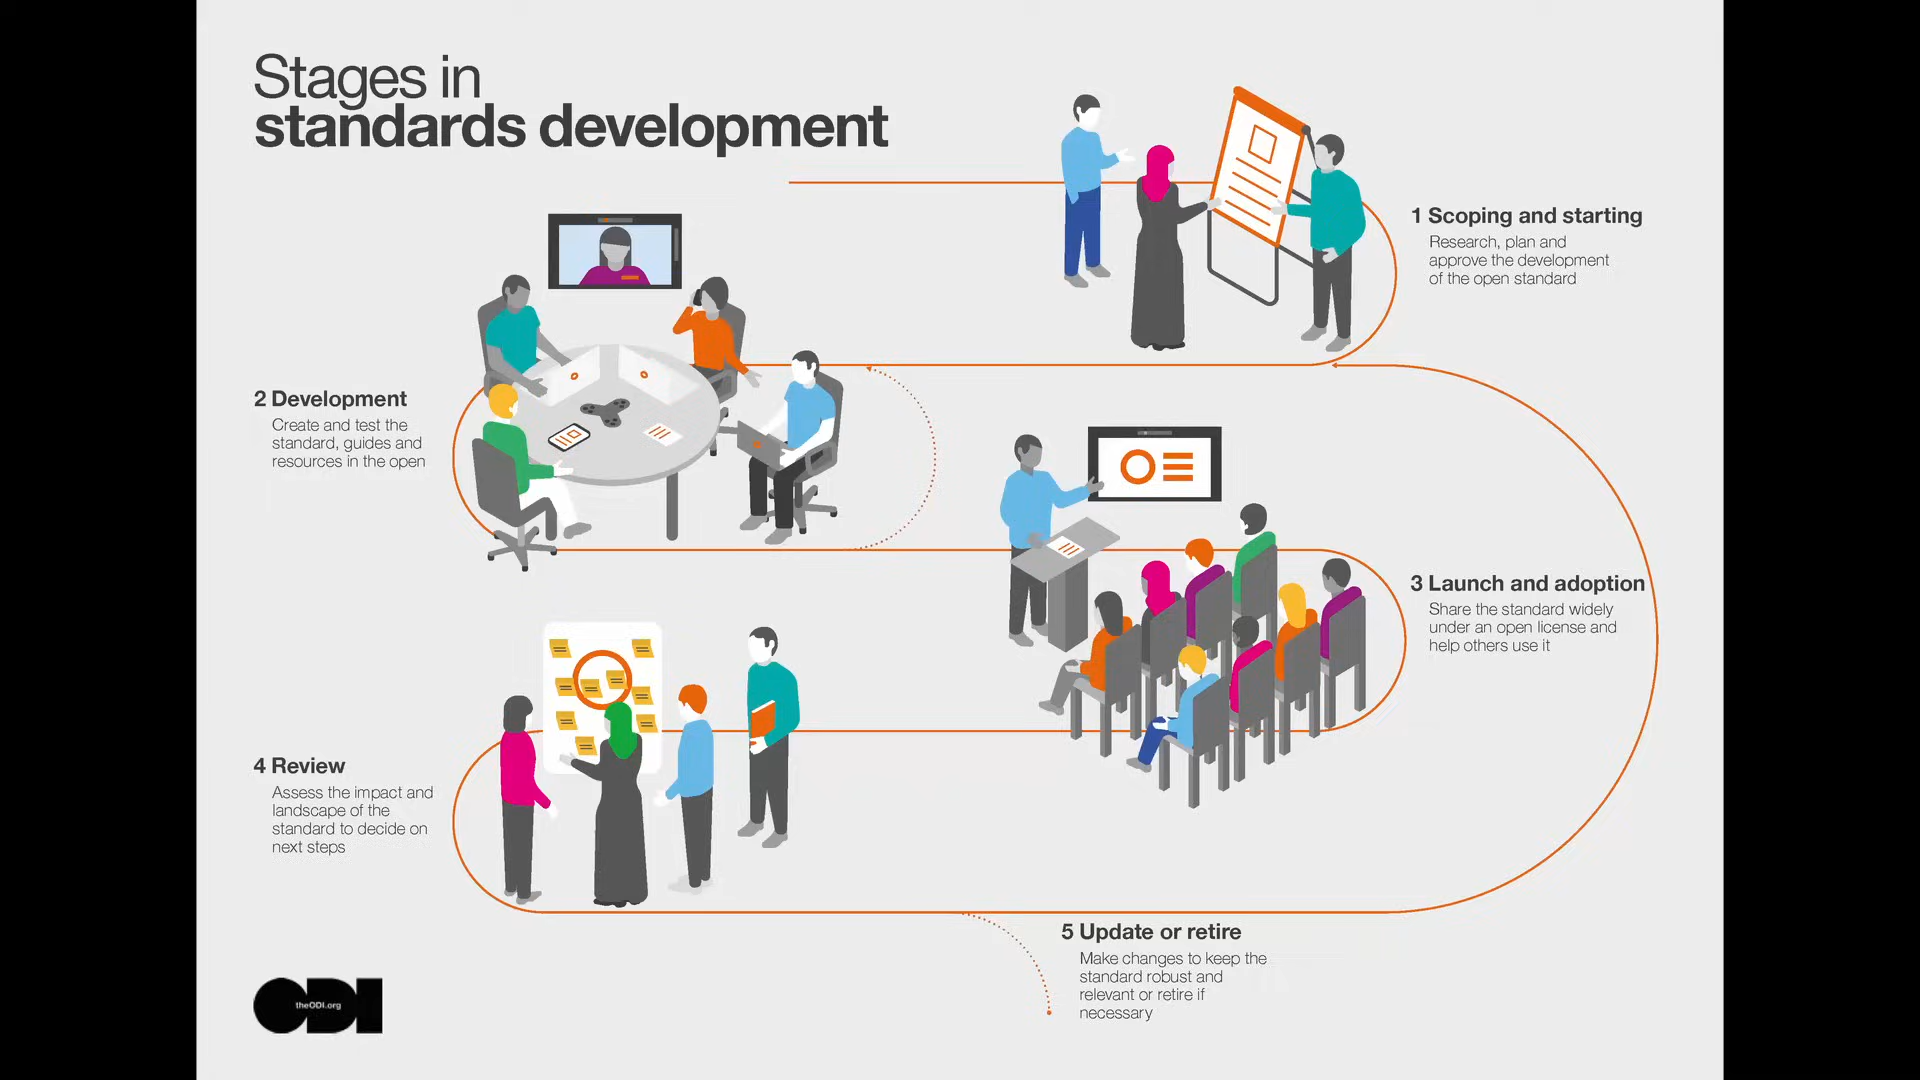 Stages in
standards development
1 Scoping and starting
Research, plan and
approve the development
of the open standard
2 Development
Create and test the
standard, guides and
resources in the open
3 Launch and adoption
Share the standard widely
under an open license and
help others use it
4 Review
Assess the impact and
landscape of the
standard to decide on
next steps
5 Update or retire
Make changes to keep the
standard robust and
relevant or retire if
necessary
ODI
theODI.org